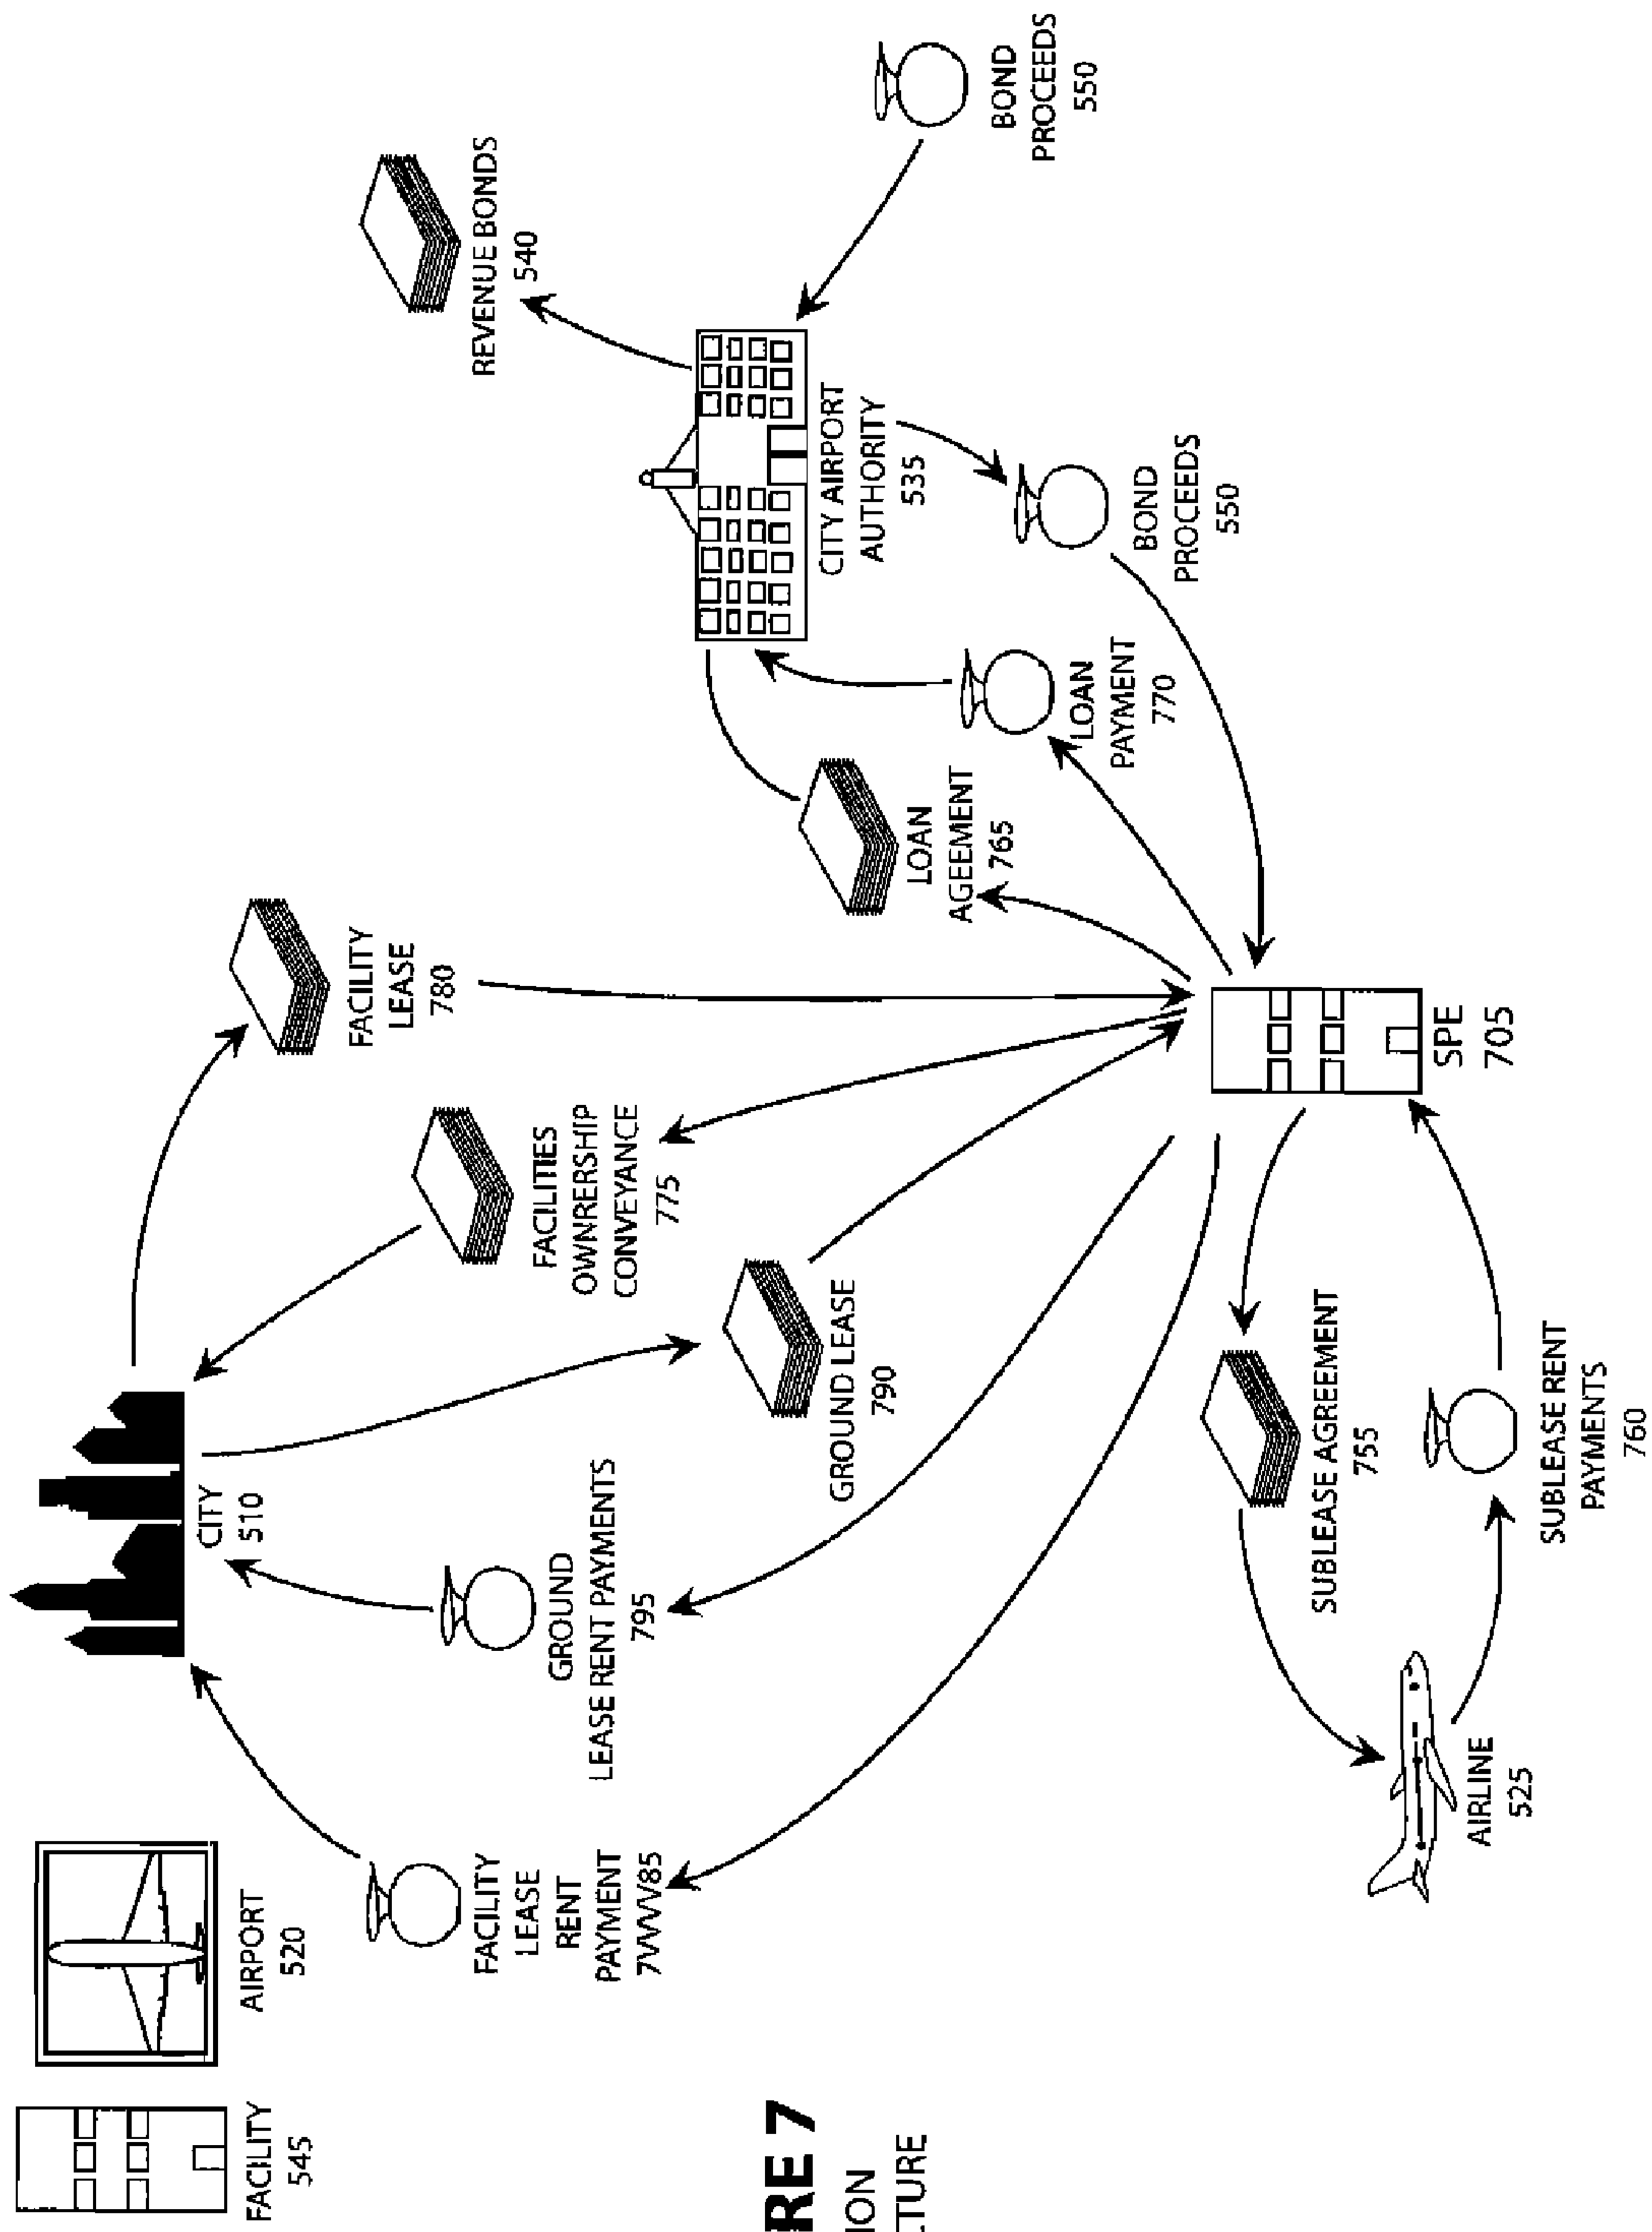 FACILITY
545
AIRPORT
520
CITY
510
FACILITY
LEASE
780
REVENUE BONDS
540
FACILITY
LEASE
RENT
PAYMENT
7VVVV85
GROUND
LEASE RENT PAYMENTS
795
FACILITIES
OWNRERSHIP
CONVEYANCE
775
GROUND LEASE
790
LOAN
AGEEMENT
765
CITY AIRPORT
AUTHORITY
535
BOND
PROCEEDS
550
LOAN
PAYMENT
770
BOND
PROCEEDS
550
RE 7
ION
CTURE
SUBLEASE AGREEMENT
755
SPE
705
AIRLINE
525
SUBLEASE RENT
PAYMENTS
760